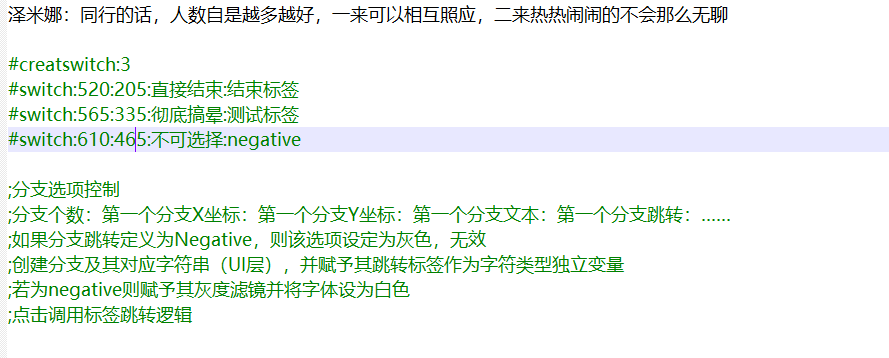 泽米娜：同行的话，人数自是越多越好，一来可以相互照应，二来热热闹闹的不会那么无聊
#creatswitch:3
#switch:520:205:直接结束:结束标签
#switch:565:335:彻底搞晕:测试标签
#switch:610:465:不可选择:negative
;分支选项控制
;分支个数：第一个分支X坐标：第一个分支Y坐标：第一个分支文本：第一个分支跳转：……
;如果分支跳转定义为Negative，则该选项设定为灰色，无效
;创建分支及其对应字符串（UI层），并赋予其跳转标签作为字符类型独立变量
;若为negative则赋予其灰度滤镜并将字体设为白色
;点击调用标签跳转逻辑